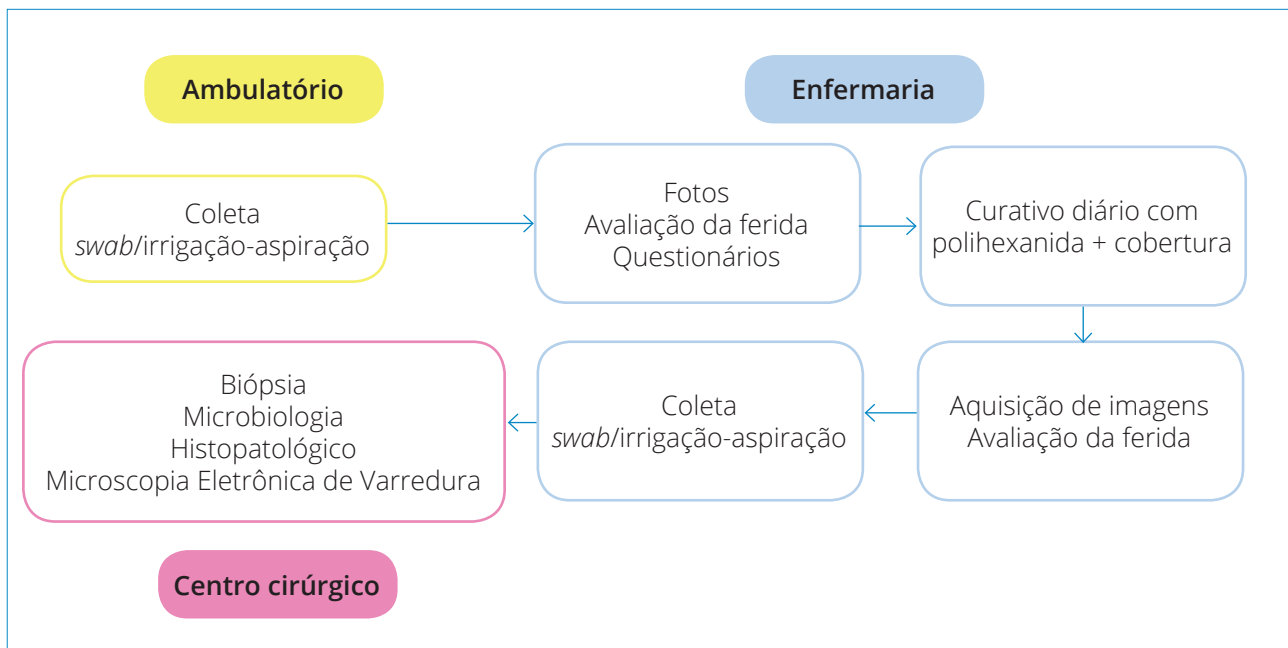 Ambulatório
Enfermaria
Coleta
swab/irrigação-aspiração
Fotos
Avaliação da ferida
Questionários
Curativo diário com
polihexanida + cobertura
Aquisição de imagens
Avaliação da ferida
Coleta
swab/irrigação-aspiração
Biópsia
Microbiologia
Histopatológico
Microscopia Eletrônica de Varredura
Centro cirúrgico